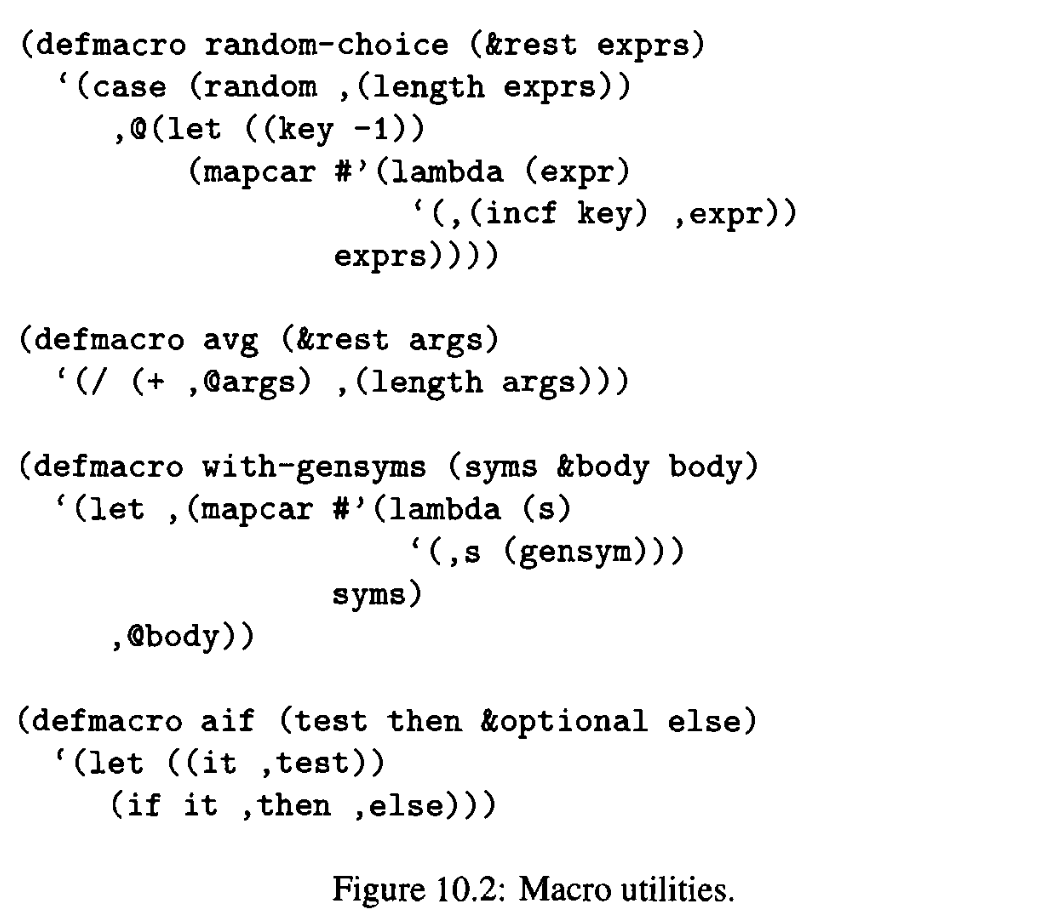 (defmacro random-choice (&rest exprs)
  ‘(case (random ,(length exprs))
     ,@(let ((key -1))
         (mapcar #’(lambda (expr)
                     ‘(,(incf key) ,expr))
                 exprs))))
(defmacro avg (&rest args)
  ‘(/ (+ ,@args) ,(length args)))
(defmacro with-gensyms (syms &body body)
  ‘(let ,(mapcar #’(lambda (s)
                     ‘(,s (gensym)))
                 syms)
     ,@body))
(defmacro aif (test then &optional else)
  ‘(let ((it ,test))
     (if it ,then ,else)))
Figure 10.2: Macro utilities.